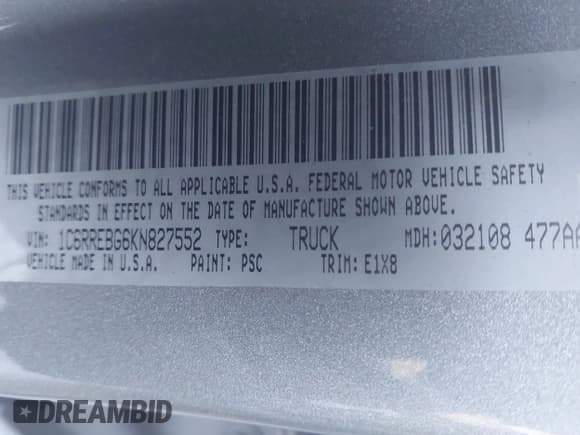 THIS VEHICLE CONFORMS TO ALL APPLICABLE U.S.A. FEDERAL MOTOR VEHICLE SAFETY
STANDARDS IN EFFECT ON THE DATE OF MANUFACTURE SHOWN ABOVE.
VIN: 1C6RREBG6KN827552 TYPE: TRUCK MDH: 032108 477AA
VEHICLE MADE IN U.S.A. PAINT: PSC TRIM: E1X8
DREAMBID